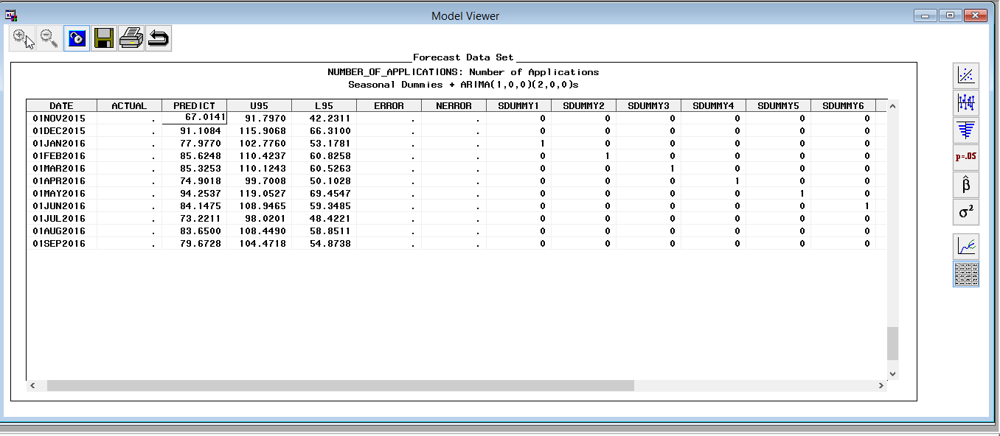 Model Viewer
Forecast Data Set
NUMBER_OF_APPLICATIONS: Number of Applications
Seasonal Dummies + ARIMA(1,0,0)(2,0,0)s
DATE ACTUAL PREDICT U95 L95 ERROR NERROR SDUMMY1 SDUMMY2 SDUMMY3 SDUMMY4 SDUMMY5 SDUMMY6
01NOV2015 . 67.0141 91.7970 42.2311 . . 0 0 0 0 0 0
01DEC2015 . 91.1084 115.9068 66.3100 . . 0 0 0 0 0 0
01JAN2016 . 77.9770 102.7760 53.1781 . . 1 0 0 0 0 0
01FEB2016 . 85.6248 110.4237 60.8258 . . 0 1 0 0 0 0
01MAR2016 . 85.3253 110.1243 60.5263 . . 0 0 1 0 0 0
01APR2016 . 74.9018 99.7008 50.1028 . . 0 0 0 1 0 0
01MAY2016 . 94.2537 119.0527 69.4547 . . 0 0 0 0 1 0
01JUN2016 . 84.1475 108.9465 59.3485 . . 0 0 0 0 0 1
01JUL2016 . 73.2211 98.0201 48.4221 . . 0 0 0 0 0 0
01AUG2016 . 83.6500 108.4490 58.8511 . . 0 0 0 0 0 0
01SEP2016 . 79.6728 104.4718 54.8738 . . 0 0 0 0 0 0
p=.05
β̂
σ²